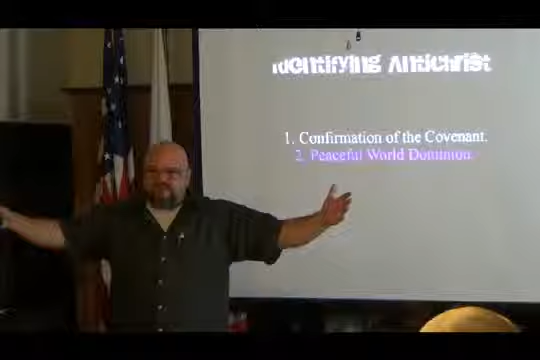 Identifying Antichrist
1. Confirmation of the Covenant.
2. Peaceful World Dominion.